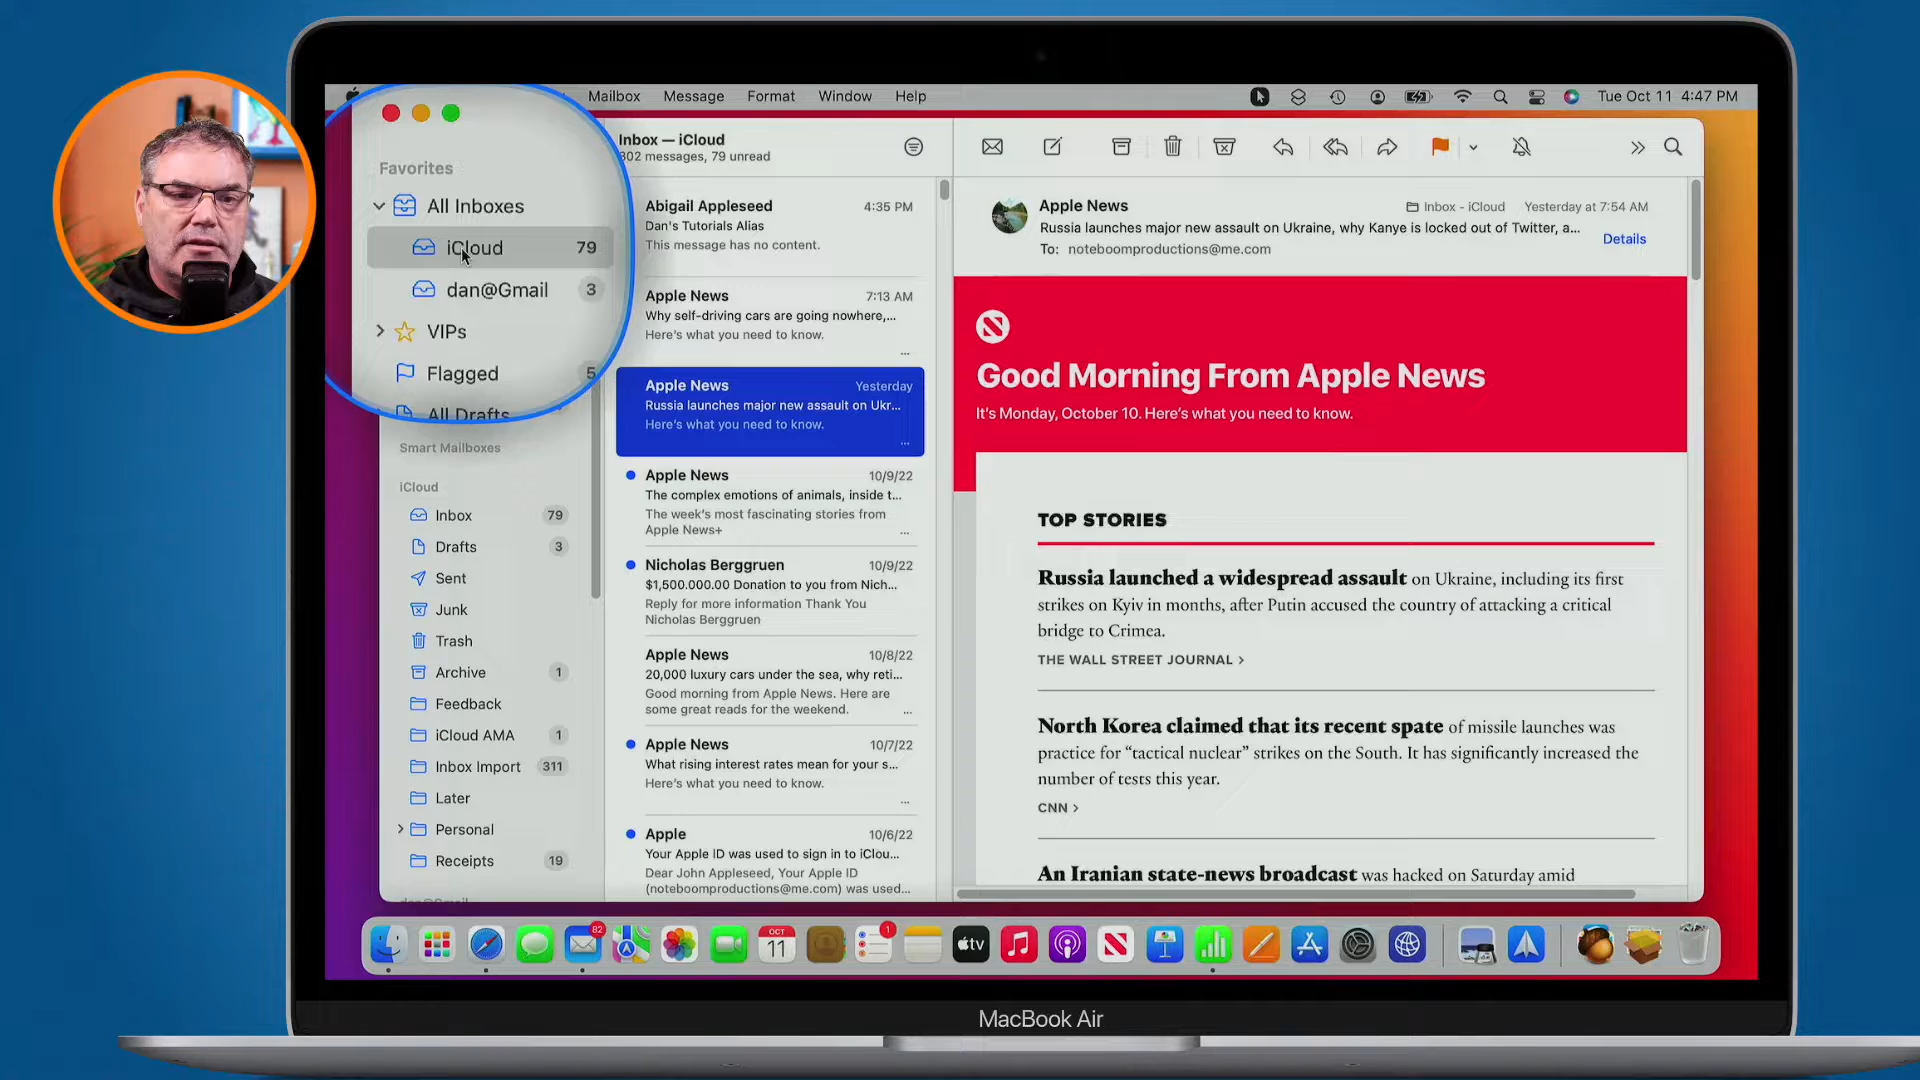 Mailbox Message Format Window Help
Tue Oct 11 4:47 PM
Favorites
All Inboxes
iCloud 79
dan@Gmail 3
VIPs
Flagged 5
All Drafts
Smart Mailboxes
iCloud
Inbox 79
Drafts 3
Sent
Junk
Trash
Archive 1
Feedback
iCloud AMA 1
Inbox Import 311
Later
Personal
Receipts 19
dan@Gmail
Inbox — iCloud
302 messages, 79 unread
Abigail Appleseed 4:35 PM
Dan's Tutorials Alias
This message has no content.
Apple News 7:13 AM
Why self-driving cars are going nowhere,...
Here's what you need to know.
...
Apple News Yesterday
Russia launches major new assault on Ukr...
Here's what you need to know.
...
Apple News 10/9/22
The complex emotions of animals, inside t...
The week's most fascinating stories from
Apple News+
...
Nicholas Berggruen 10/9/22
$1,500.000.00 Donation to you from Nich...
Reply for more information Thank You
Nicholas Berggruen
Apple News 10/8/22
20,000 luxury cars under the sea, why reti...
Good morning from Apple News. Here are
some great reads for the weekend.
...
Apple News 10/7/22
What rising interest rates mean for your s...
Here's what you need to know.
...
Apple 10/6/22
Your Apple ID was used to sign in to iClou...
Dear John Appleseed, Your Apple ID
(noteboomproductions@me.com) was used...
Apple News Inbox - iCloud Yesterday at 7:54 AM
Russia launches major new assault on Ukraine, why Kanye is locked out of Twitter, a...
To: noteboomproductions@me.com
Details
Good Morning From Apple News
It's Monday, October 10. Here's what you need to know.
TOP STORIES
Russia launched a widespread assault on Ukraine, including its first
strikes on Kyiv in months, after Putin accused the country of attacking a critical
bridge to Crimea.
THE WALL STREET JOURNAL >
North Korea claimed that its recent spate of missile launches was
practice for “tactical nuclear” strikes on the South. It has significantly increased the
number of tests this year.
CNN >
An Iranian state-news broadcast was hacked on Saturday amid
82
OCT
11
1
tv
MacBook Air